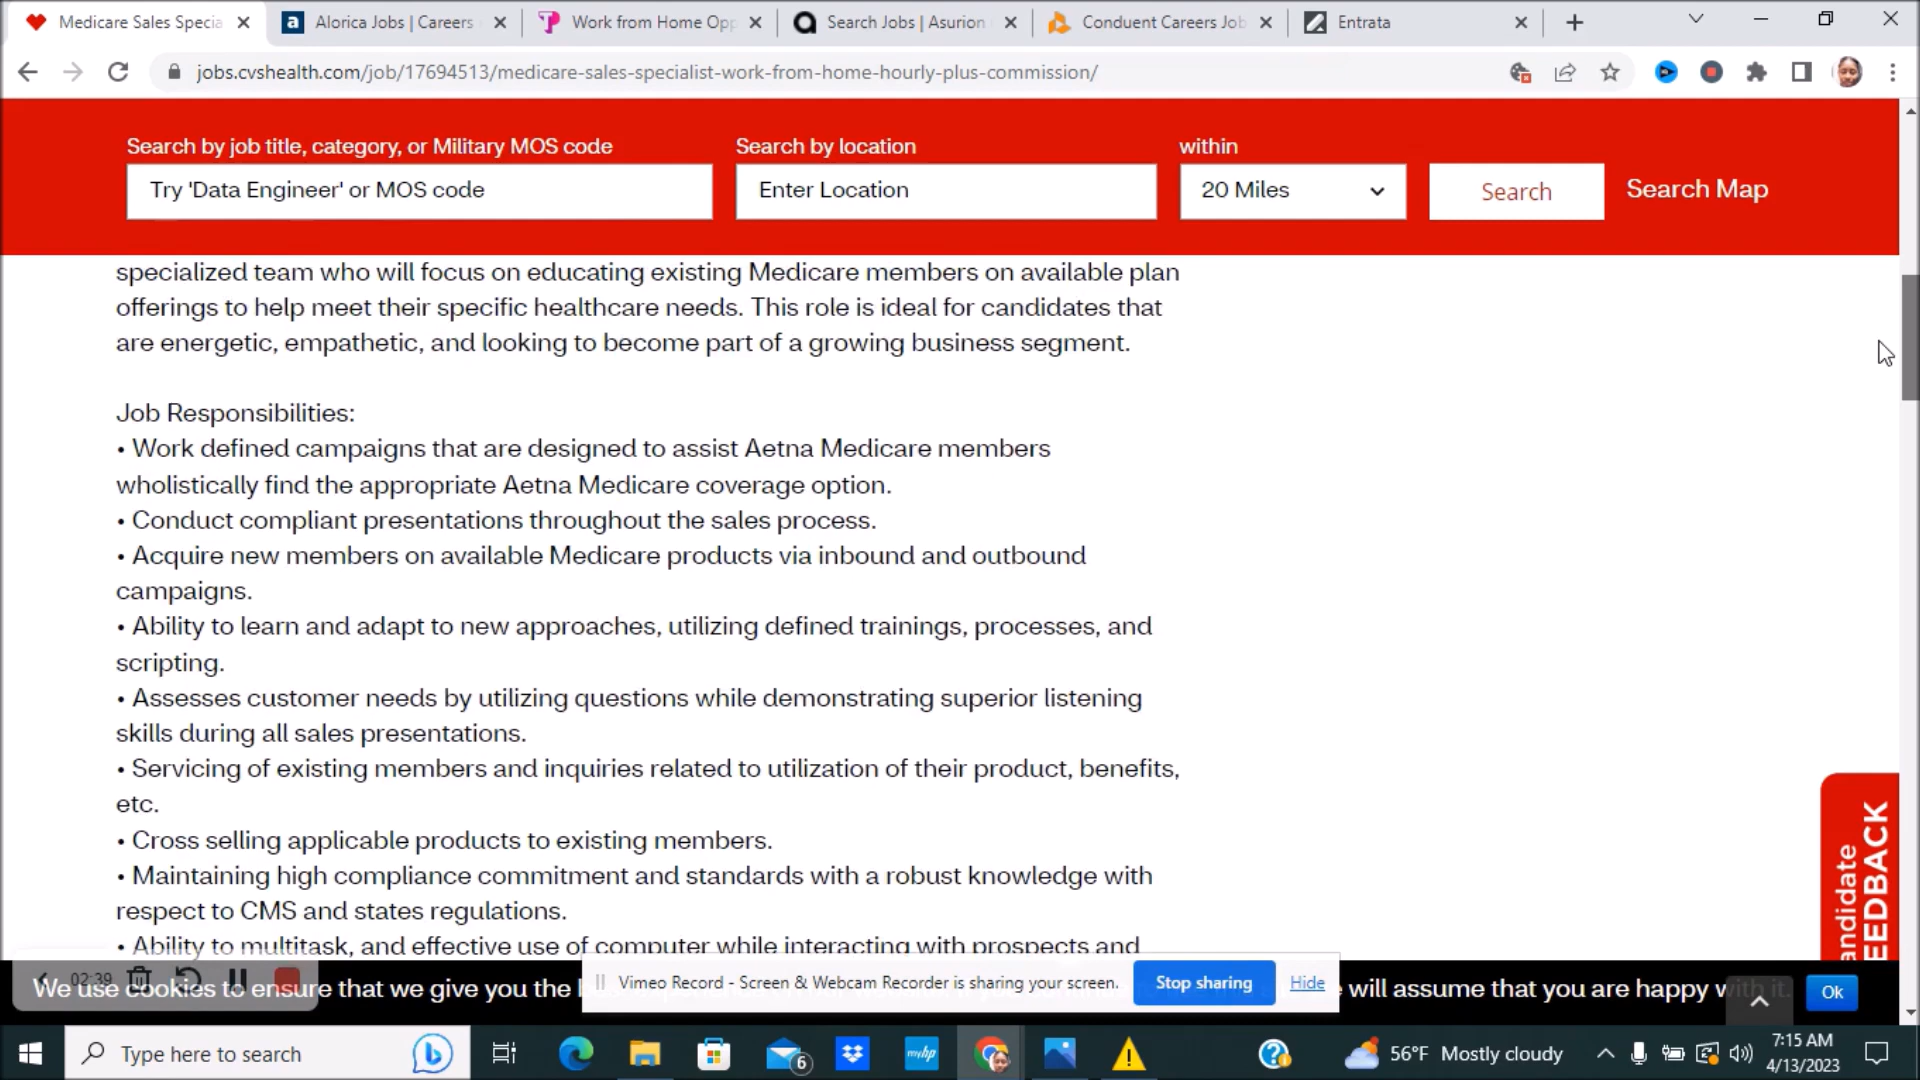 Medicare Sales Specia
Alorica Jobs | Careers
Work from Home Opp
Search Jobs | Asurion
Conduent Careers Job
Entrata
jobs.cvshealth.com/job/17694513/medicare-sales-specialist-work-from-home-hourly-plus-commission/
Search by job title, category, or Military MOS code
Search by location
within
Try 'Data Engineer' or MOS code
Enter Location
20 Miles
Search
Search Map
specialized team who will focus on educating existing Medicare members on available plan
offerings to help meet their specific healthcare needs. This role is ideal for candidates that
are energetic, empathetic, and looking to become part of a growing business segment.
Job Responsibilities:
• Work defined campaigns that are designed to assist Aetna Medicare members
wholistically find the appropriate Aetna Medicare coverage option.
• Conduct compliant presentations throughout the sales process.
• Acquire new members on available Medicare products via inbound and outbound
campaigns.
• Ability to learn and adapt to new approaches, utilizing defined trainings, processes, and
scripting.
• Assesses customer needs by utilizing questions while demonstrating superior listening
skills during all sales presentations.
• Servicing of existing members and inquiries related to utilization of their product, benefits,
etc.
• Cross selling applicable products to existing members.
• Maintaining high compliance commitment and standards with a robust knowledge with
respect to CMS and states regulations.
• Ability to multitask, and effective use of computer while interacting with prospects and
andidate
EEDBACK
02:39
We use cookies to ensure that we give you the
will assume that you are happy with it.
Ok
Vimeo Record - Screen & Webcam Recorder is sharing your screen.
Stop sharing
Hide
Type here to search
6
myhp
56°F Mostly cloudy
7:15 AM
4/13/2023